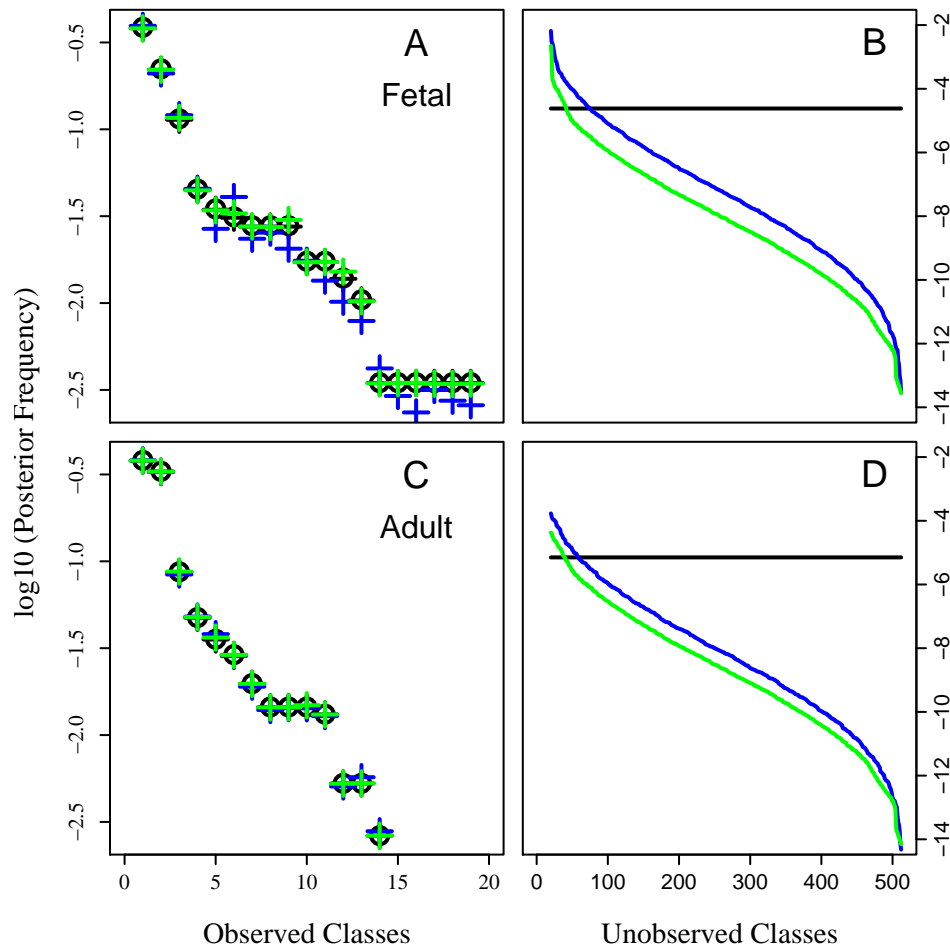 A
Fetal
−0.5
−1.0
−1.5
−2.0
−2.5
B
−2
−4
−6
−8
−10
−12
−14
log10 (Posterior Frequency)
C
Adult
−0.5
−1.0
−1.5
−2.0
−2.5
D
−2
−4
−6
−8
−10
−12
−14
0 5 10 15 20
0 100 200 300 400 500
Observed Classes
Unobserved Classes